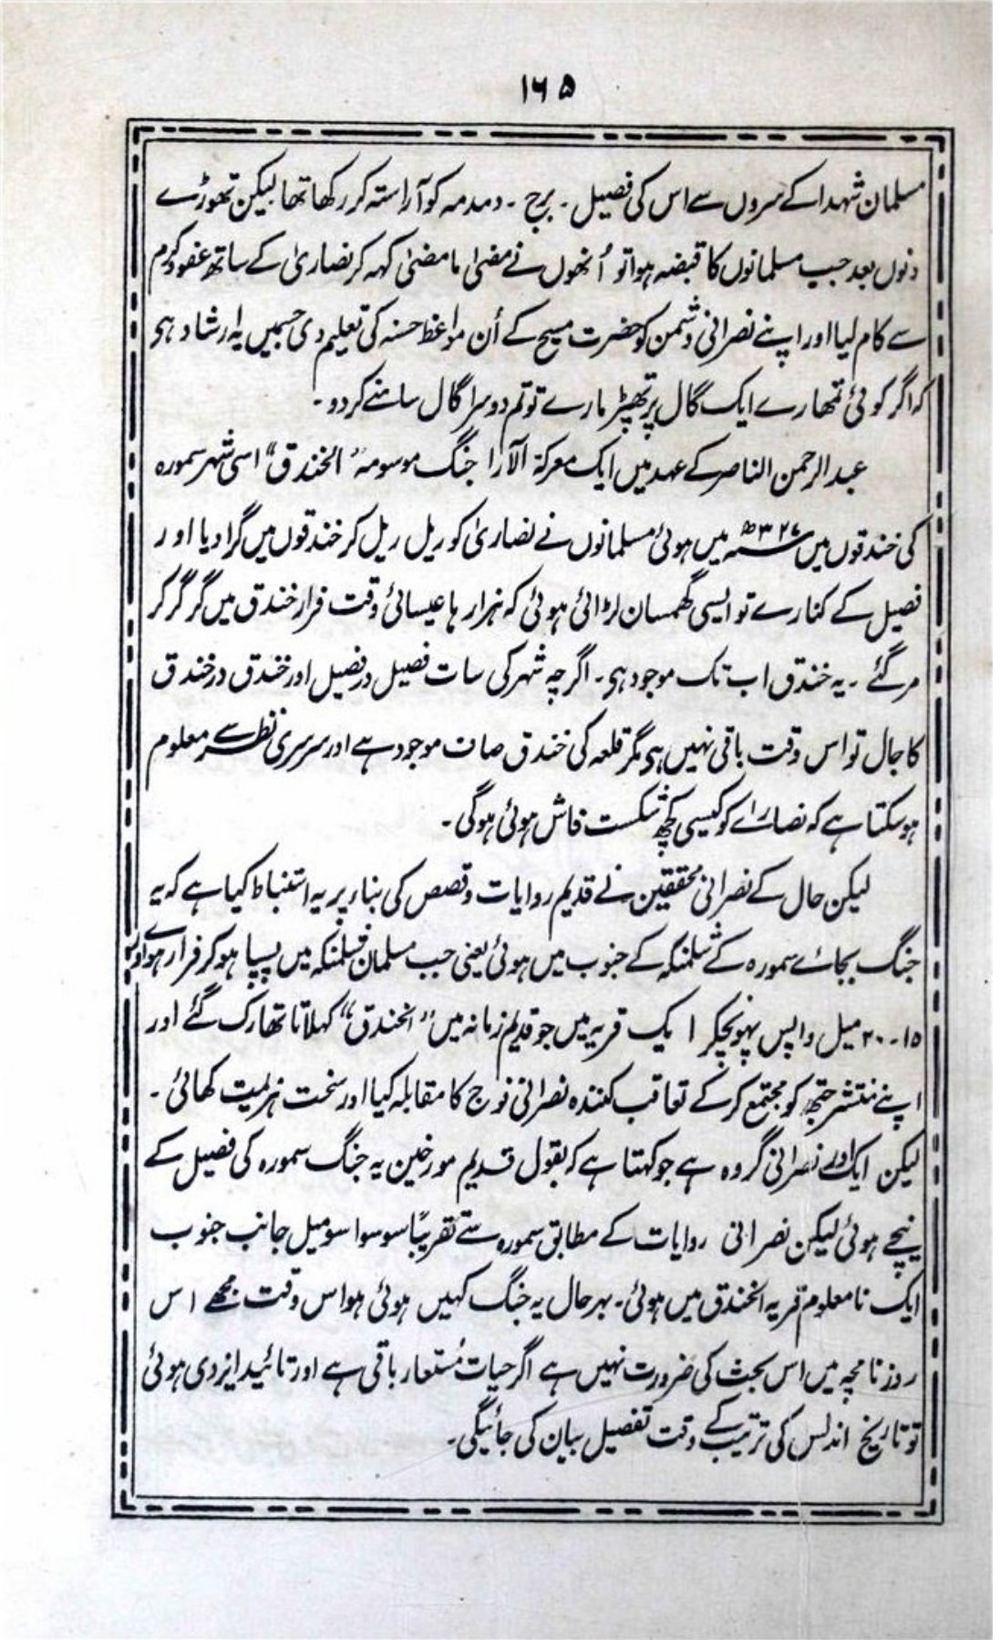 ۱۶۵
مسلمان شہدا کے سروں سے اس کی فصیل ۔ برج ۔ دمدمہ کو آراستہ کر رکھا تھا لیکن تھوڑے
دنوں بعد جب مسلمانوں کا قبضہ ہوا تو اُنھوں نے مضیٰ ما مضیٰ کہہ کر نصاریٰ کے ساتھ عفو و کرم
سے کام لیا اور اپنے نصرانی دشمن کو حضرت مسیح کے اُن مواعظ حسنہ کی تعلیم دی جسمیں یہ ارشاد ہی
کہ اگر کوئی تمھارے ایک گال پر تھپڑ مارے تو تم دوسرا گال سامنے کر دو ۔
عبد الرحمن الناصر کے عہد میں ایک معرکۃ الآرا جنگ موسومہ "الخندق" اسی شہر سمورہ
کی خندقوں میں ۳۲۷ھ میں ہوئی مسلمانوں نے نصاریٰ کو ریل ریل کر خندقوں میں گرا دیا اور
فصیل کے کنارے تو ایسی گھمسان لڑائی ہوئی کہ ہزارہا عیسائی وقت فرار خندق میں گر گر کر
مر گئے ۔ یہ خندق اب تک موجود ہی ۔ اگرچہ شہر کی سات فصیل در فصیل اور خندق در خندق
کا جال تو اس وقت باقی نہیں ہی مگر قلعہ کی خندق صاف موجود ہے اور سرسری نظر سے معلوم
ہوسکتا ہے کہ نصاراے کو کیسی کچھ شکست فاش ہوئی ہوگی ۔
لیکن حال کے نصرانی محققین نے قدیم روایات و قصص کی بناء پر یہ استنباط کیا ہے کہ یہ
جنگ بجائے سمورہ کے شلمنکہ کے جنوب میں ہوئی یعنی جب مسلمان شلمنکہ میں پسپا ہو کر فرار ہوے اور
۱۵-۲۰ میل واپس پہونچکر ایک قریہ میں جو قدیم زمانہ میں "الخندق" کہلاتا تھا رک گئے اور
اپنے منتشر جتھہ کو مجتمع کر کے تعاقب کنندہ نصرانی فوج کا مقابلہ کیا اور سخت ہزیمت کھائی ۔
لیکن ایک اور نصرانی گروہ ہے جو کہتا ہے کہ بقول قدیم مورخین یہ جنگ سمورہ کی فصیل کے
نیچے ہوئی لیکن نصرانی روایات کے مطابق سمورہ سے تقریباً سو سوا سو میل جانب جنوب
ایک نا معلوم قریہ الخندق میں ہوئی ۔ بہرحال یہ جنگ کہیں ہوئی ہو اس وقت مجھے اس
روزنامچہ میں اس بحث کی ضرورت نہیں ہے اگر حیات مُستعار باقی ہے اور تائید ایزدی ہوئی
تو تاریخ اندلس کی ترتیب کے وقت تفصیل بیان کی جائیگی ۔